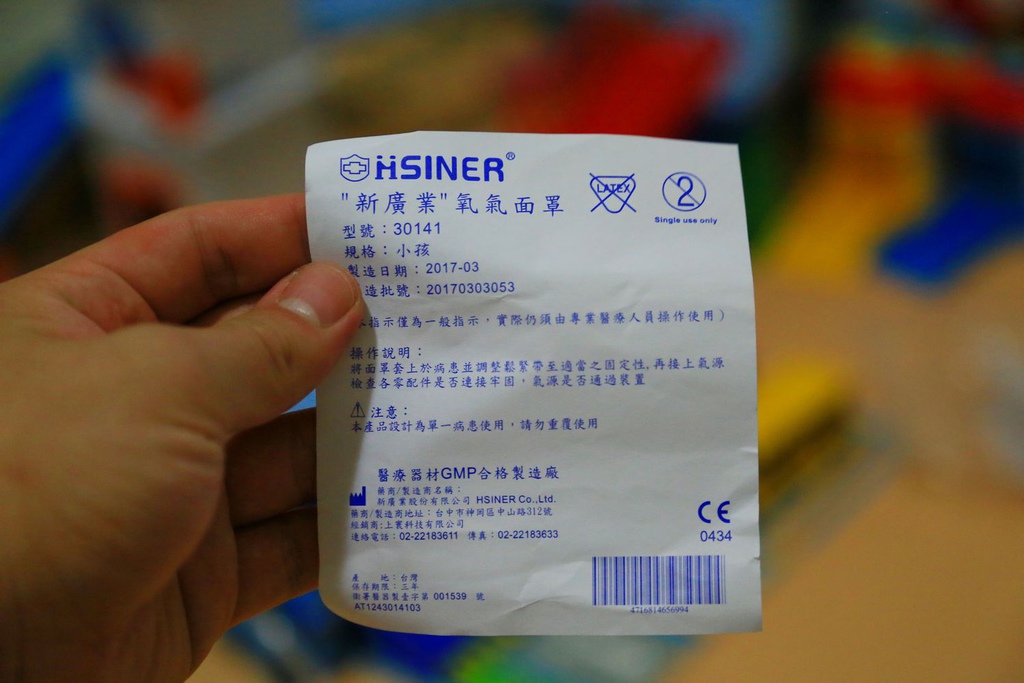 HSINER®
LATEX
2
Single use only
"新廣業"氧氣面罩
型號：30141
規格：小孩
製造日期：2017-03
造批號：20170303053
指示僅為一般指示，實際仍須由專業醫療人員操作使用）
操作說明：
將面罩套上於病患並調整鬆緊帶至適當之固定性,再接上氣源
檢查各零配件是否連接牢固，氣源是否通過裝置
注意：
本產品設計為單一病患使用，請勿重覆使用
醫療器材GMP合格製造廠
藥商/製造商名稱：
新廣業股份有限公司 HSINER Co.,Ltd.
藥商/製造商地址：台中市神岡區中山路312號
經銷商:上寰科技有限公司
連絡電話：02-22183611 傳真：02-22183633
CE
0434
產 地：台灣
保存期限：三年
衛署醫器製壹字第 001539 號
AT1243014103
4716814656994